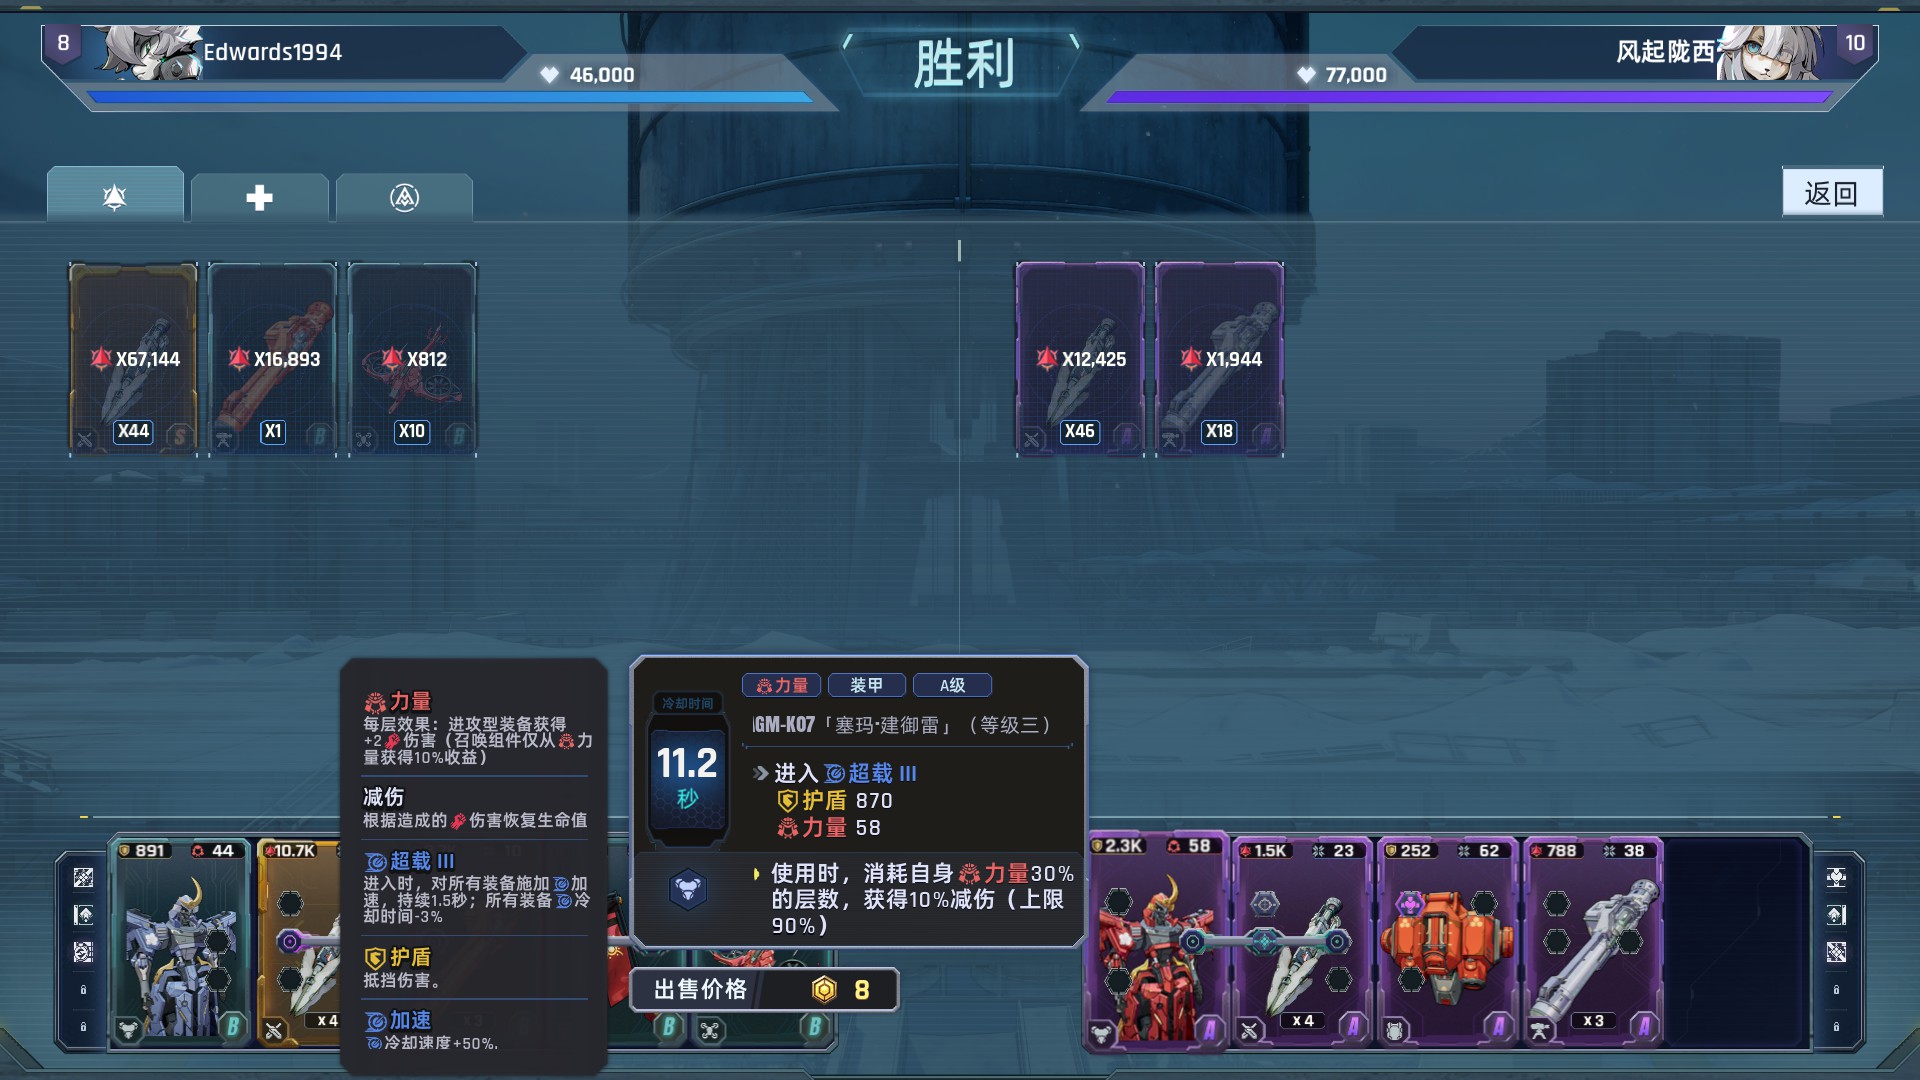 8
Edwards1994
46,000
胜利
77,000
风起陇西
10
返回
X67,144
X44
S
X16,893
X1
B
X812
X10
B
X12,425
X46
A
X1,944
X18
A
力量
每层效果：进攻型装备获得
+2伤害（召唤组件仅从力
量获得10%收益）
减伤
根据造成的伤害恢复生命值
超载 III
进入时，对所有装备施加加
速，持续1.5秒；所有装备冷
却时间-3%
护盾
抵挡伤害。
加速
冷却速度+50%.
力量
装甲
A级
冷却时间
11.2
秒
GM-K07「塞玛·建御雷」（等级三）
进入超载 III
护盾 870
力量 58
使用时，消耗自身力量30%
的层数，获得10%减伤（上限
90%）
出售价格
8
891
44
B
10.7K
x 4
B
B
2.3K
58
A
1.5K
23
x 4
A
252
62
A
788
38
x 3
A